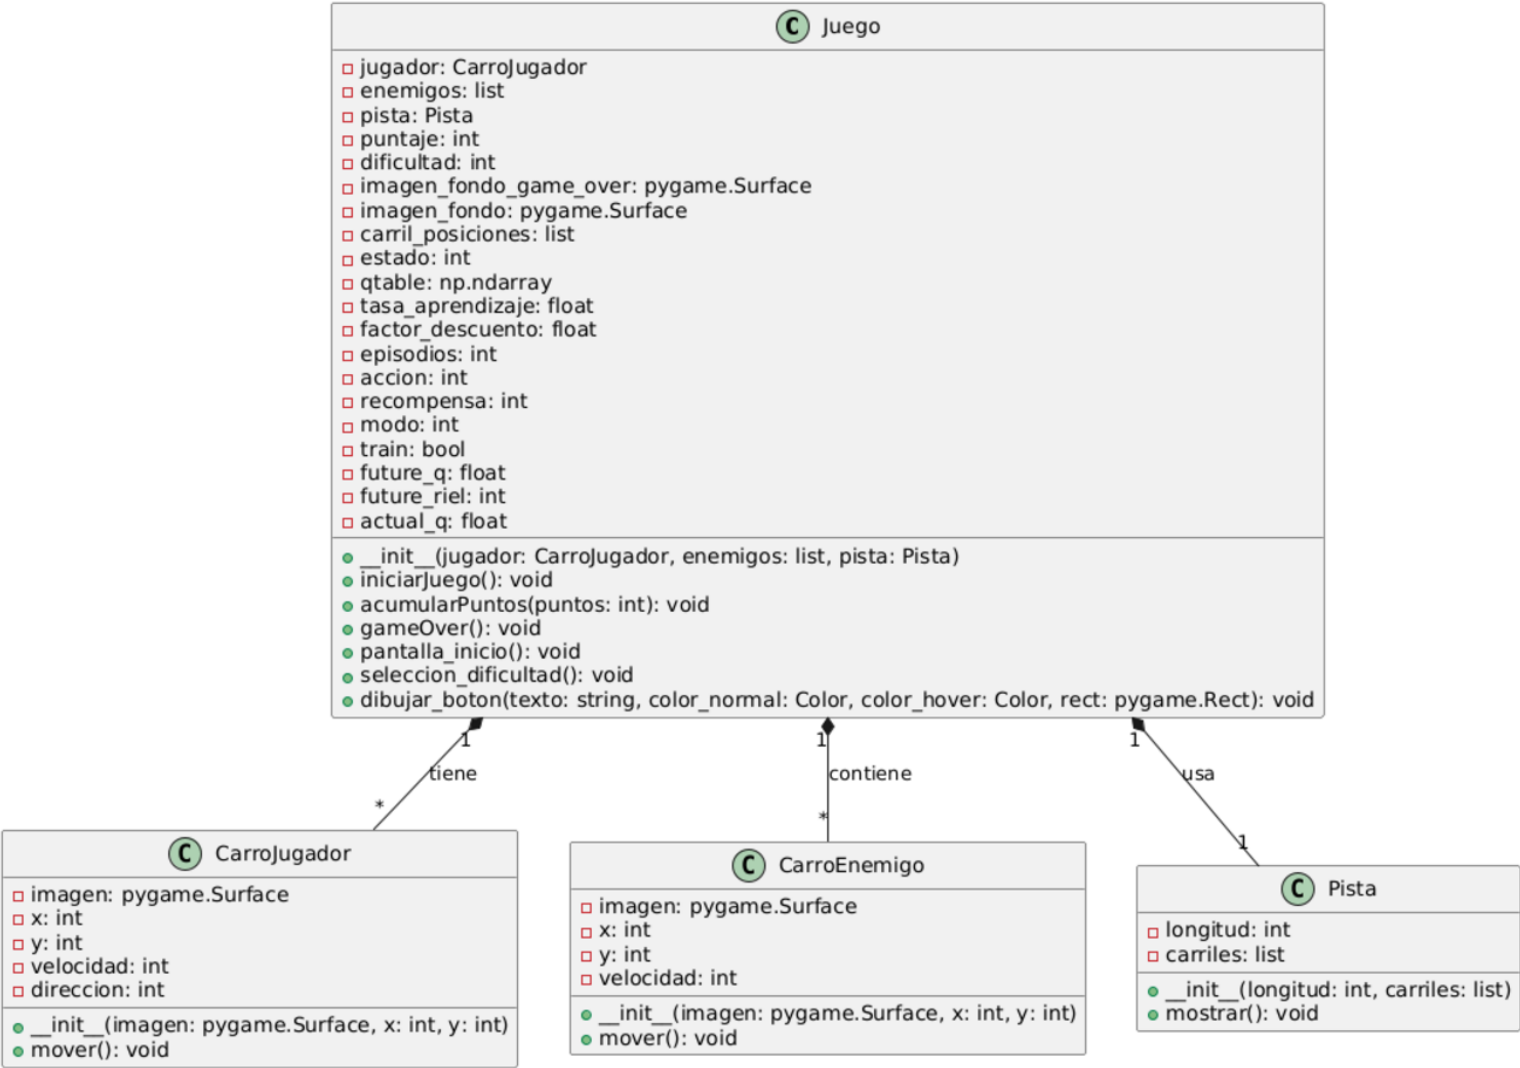 C Juego
jugador: CarroJugador
enemigos: list
pista: Pista
puntaje: int
dificultad: int
imagen_fondo_game_over: pygame.Surface
imagen_fondo: pygame.Surface
carril_posiciones: list
estado: int
qtable: np.ndarray
tasa_aprendizaje: float
factor_descuento: float
episodios: int
accion: int
recompensa: int
modo: int
train: bool
future_q: float
future_riel: int
actual_q: float
__init__(jugador: CarroJugador, enemigos: list, pista: Pista)
iniciarJuego(): void
acumularPuntos(puntos: int): void
gameOver(): void
pantalla_inicio(): void
seleccion_dificultad(): void
dibujar_boton(texto: string, color_normal: Color, color_hover: Color, rect: pygame.Rect): void
1
tiene
*
1
contiene
*
1
usa
1
C CarroJugador
imagen: pygame.Surface
x: int
y: int
velocidad: int
direccion: int
__init__(imagen: pygame.Surface, x: int, y: int)
mover(): void
C CarroEnemigo
imagen: pygame.Surface
x: int
y: int
velocidad: int
__init__(imagen: pygame.Surface, x: int, y: int)
mover(): void
C Pista
longitud: int
carriles: list
__init__(longitud: int, carriles: list)
mostrar(): void